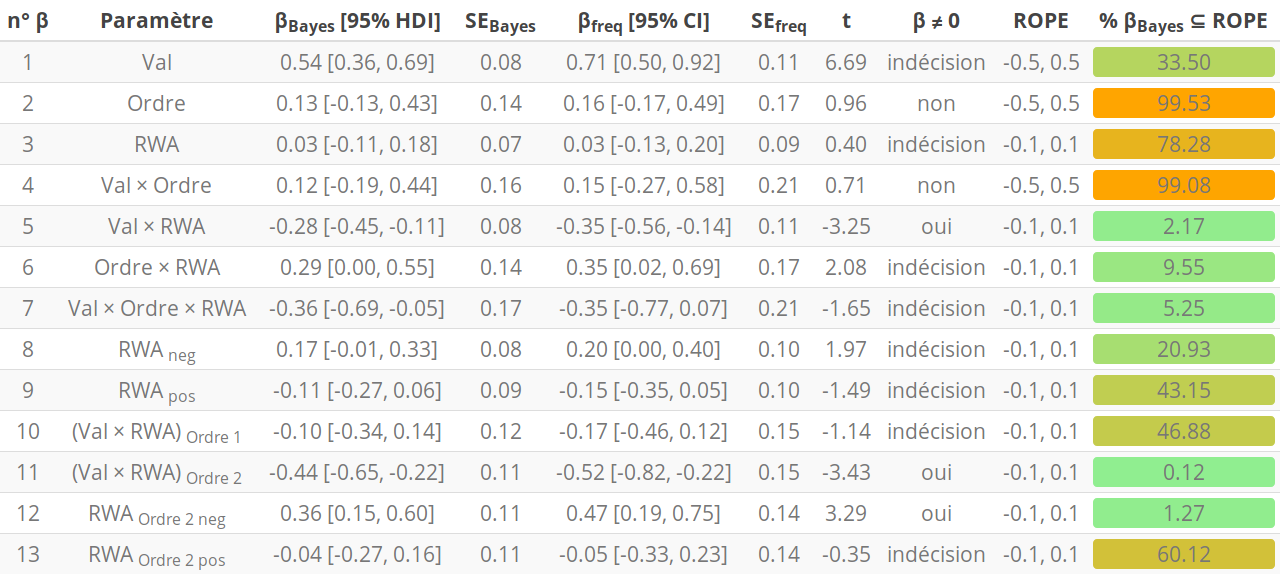 n° β Paramètre βBayes [95% HDI] SEBayes βfreq [95% CI] SEfreq t β ≠ 0 ROPE % βBayes ⊆ ROPE
1 Val 0.54 [0.36, 0.69] 0.08 0.71 [0.50, 0.92] 0.11 6.69 indécision -0.5, 0.5 33.50
2 Ordre 0.13 [-0.13, 0.43] 0.14 0.16 [-0.17, 0.49] 0.17 0.96 non -0.5, 0.5 99.53
3 RWA 0.03 [-0.11, 0.18] 0.07 0.03 [-0.13, 0.20] 0.09 0.40 indécision -0.1, 0.1 78.28
4 Val × Ordre 0.12 [-0.19, 0.44] 0.16 0.15 [-0.27, 0.58] 0.21 0.71 non -0.5, 0.5 99.08
5 Val × RWA -0.28 [-0.45, -0.11] 0.08 -0.35 [-0.56, -0.14] 0.11 -3.25 oui -0.1, 0.1 2.17
6 Ordre × RWA 0.29 [0.00, 0.55] 0.14 0.35 [0.02, 0.69] 0.17 2.08 indécision -0.1, 0.1 9.55
7 Val × Ordre × RWA -0.36 [-0.69, -0.05] 0.17 -0.35 [-0.77, 0.07] 0.21 -1.65 indécision -0.1, 0.1 5.25
8 RWA neg 0.17 [-0.01, 0.33] 0.08 0.20 [0.00, 0.40] 0.10 1.97 indécision -0.1, 0.1 20.93
9 RWA pos -0.11 [-0.27, 0.06] 0.09 -0.15 [-0.35, 0.05] 0.10 -1.49 indécision -0.1, 0.1 43.15
10 (Val × RWA) Ordre 1 -0.10 [-0.34, 0.14] 0.12 -0.17 [-0.46, 0.12] 0.15 -1.14 indécision -0.1, 0.1 46.88
11 (Val × RWA) Ordre 2 -0.44 [-0.65, -0.22] 0.11 -0.52 [-0.82, -0.22] 0.15 -3.43 oui -0.1, 0.1 0.12
12 RWA Ordre 2 neg 0.36 [0.15, 0.60] 0.11 0.47 [0.19, 0.75] 0.14 3.29 oui -0.1, 0.1 1.27
13 RWA Ordre 2 pos -0.04 [-0.27, 0.16] 0.11 -0.05 [-0.33, 0.23] 0.14 -0.35 indécision -0.1, 0.1 60.12